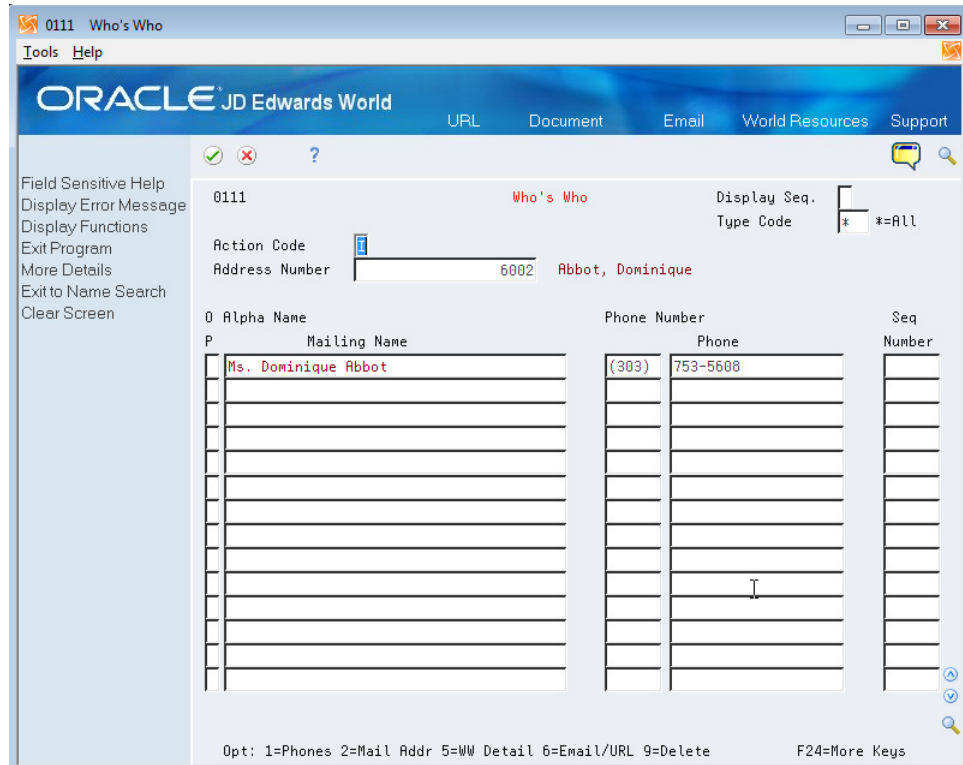 0111 Who's Who
Tools Help
ORACLE JD Edwards World
URL Document Email World Resources Support
?
Field Sensitive Help
Display Error Message
Display Functions
Exit Program
More Details
Exit to Name Search
Clear Screen
0111 Who's Who Display Seq.
Type Code * *=All
Action Code I
Address Number 6002 Abbot, Dominique
O Alpha Name Phone Number Seq
P Mailing Name Phone Number
Ms. Dominique Abbot (303) 753-5608
Opt: 1=Phones 2=Mail Addr 5=WW Detail 6=Email/URL 9=Delete F24=More Keys